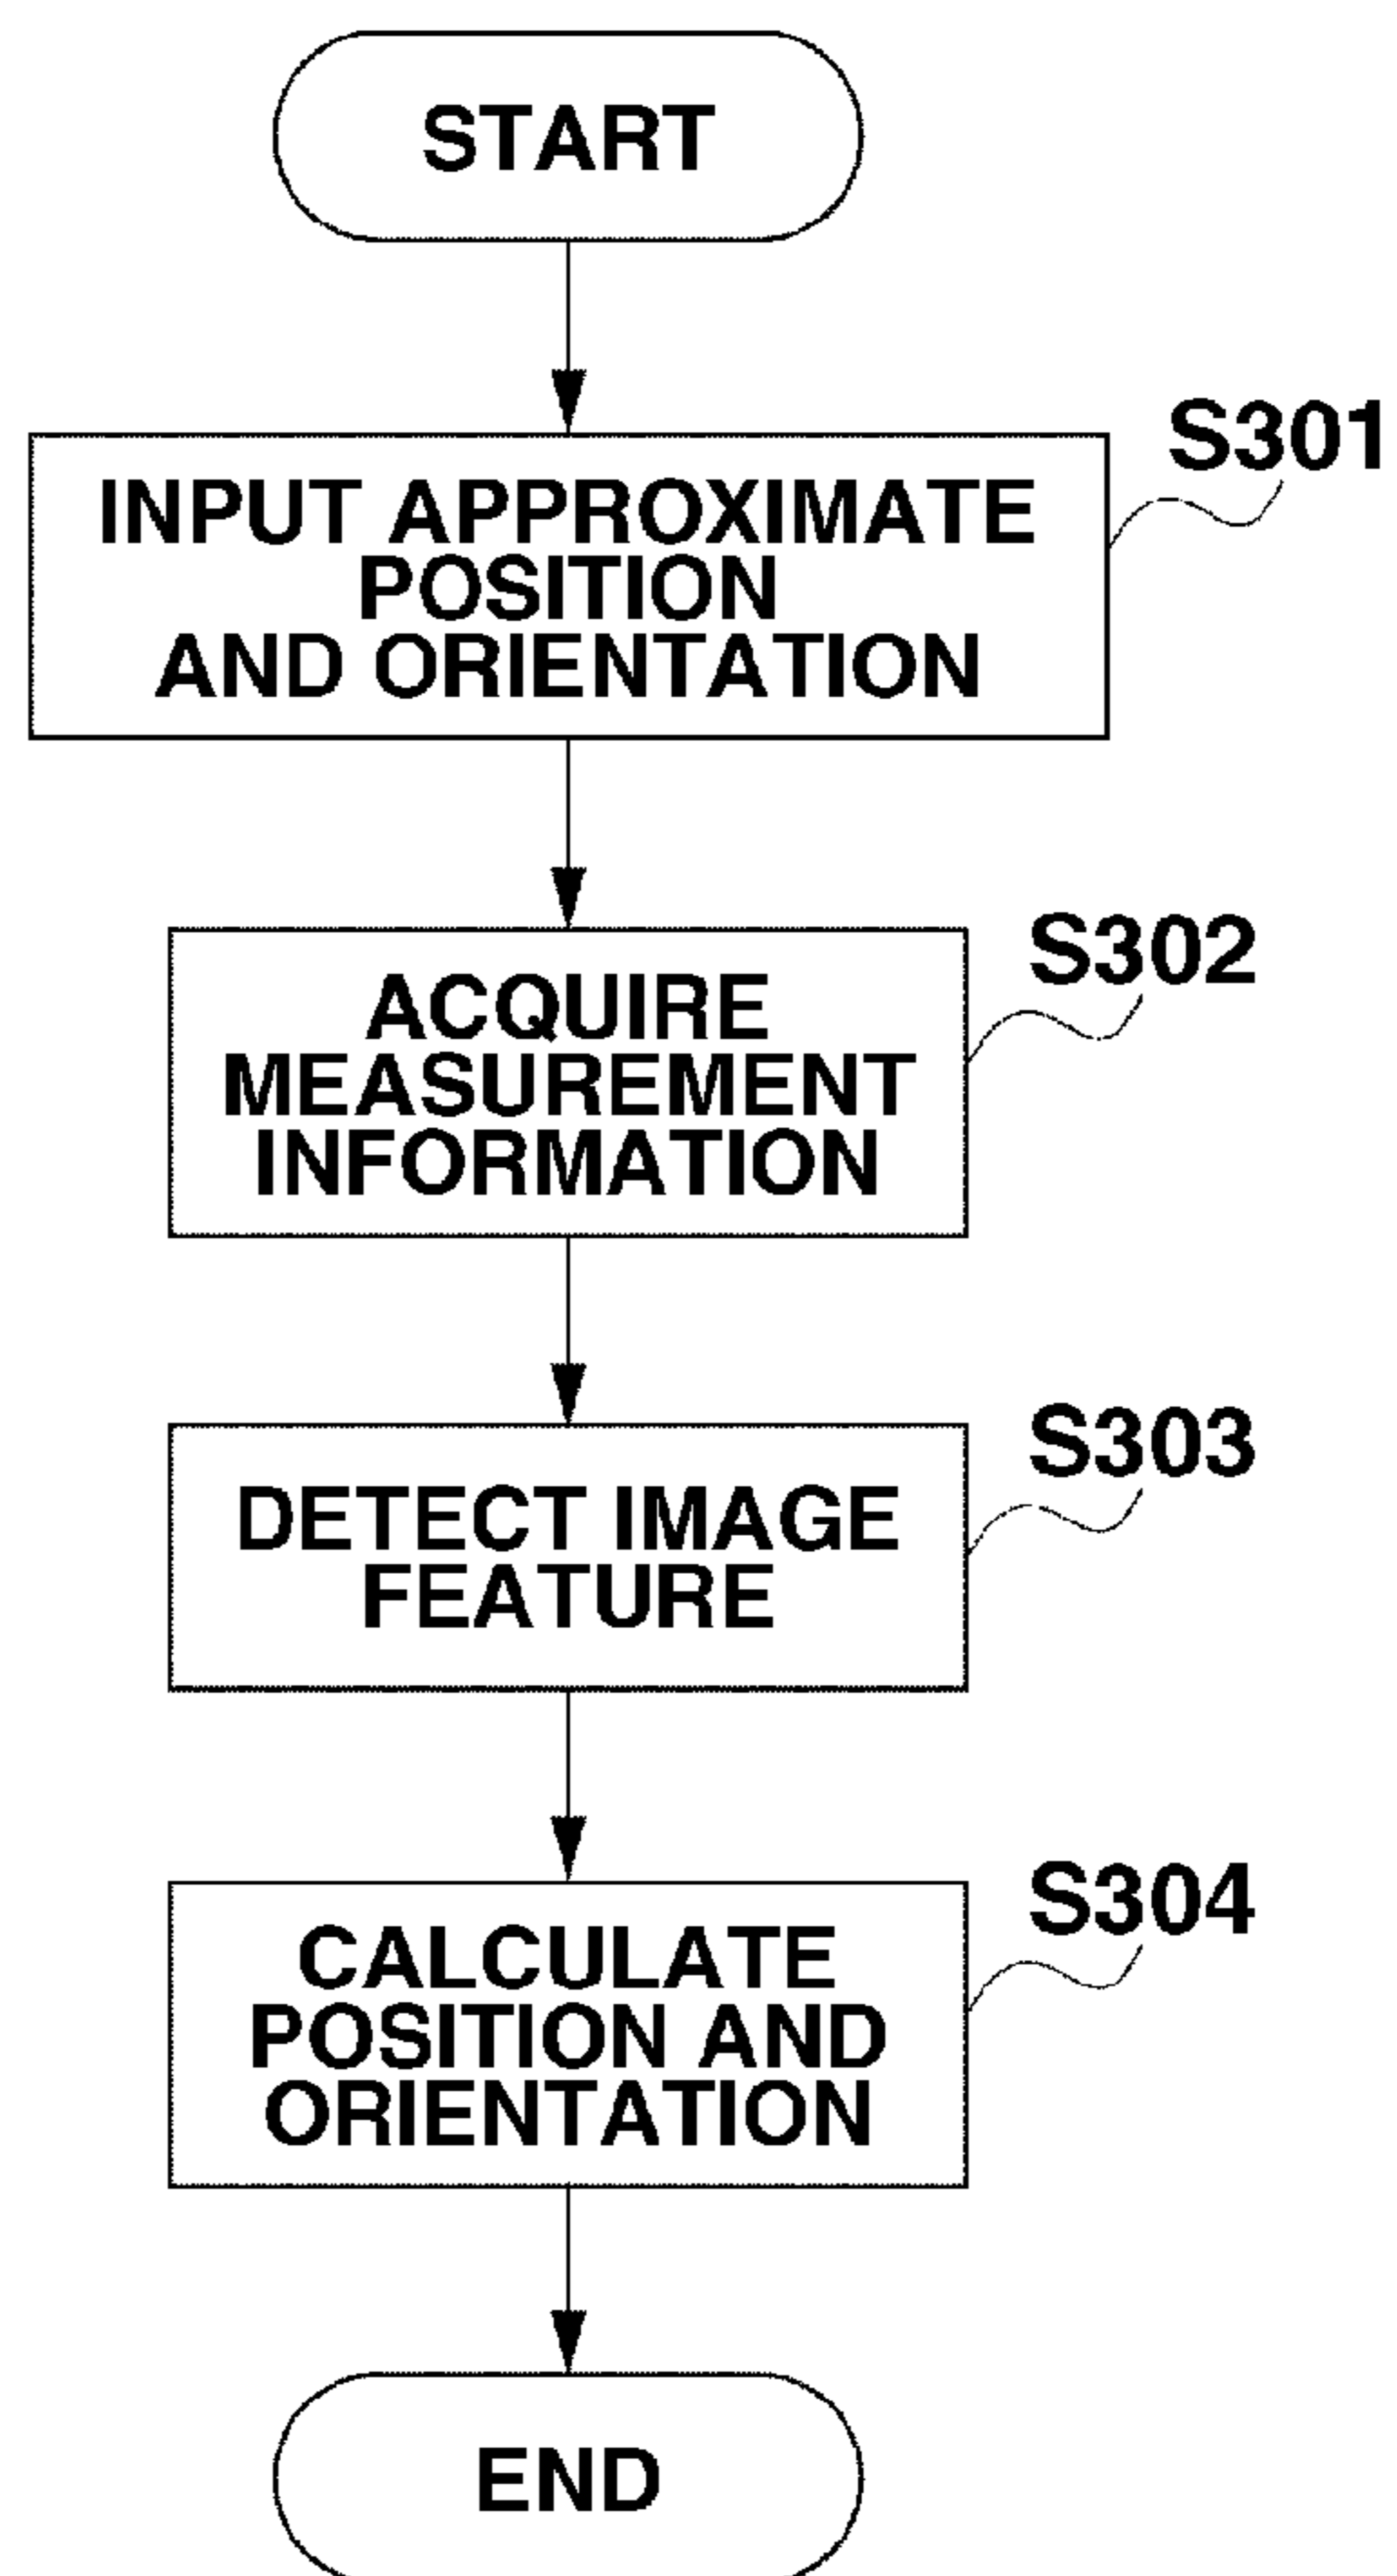 START
S301
INPUT APPROXIMATE
POSITION
AND ORIENTATION
S302
ACQUIRE
MEASUREMENT
INFORMATION
S303
DETECT IMAGE
FEATURE
S304
CALCULATE
POSITION AND
ORIENTATION
END